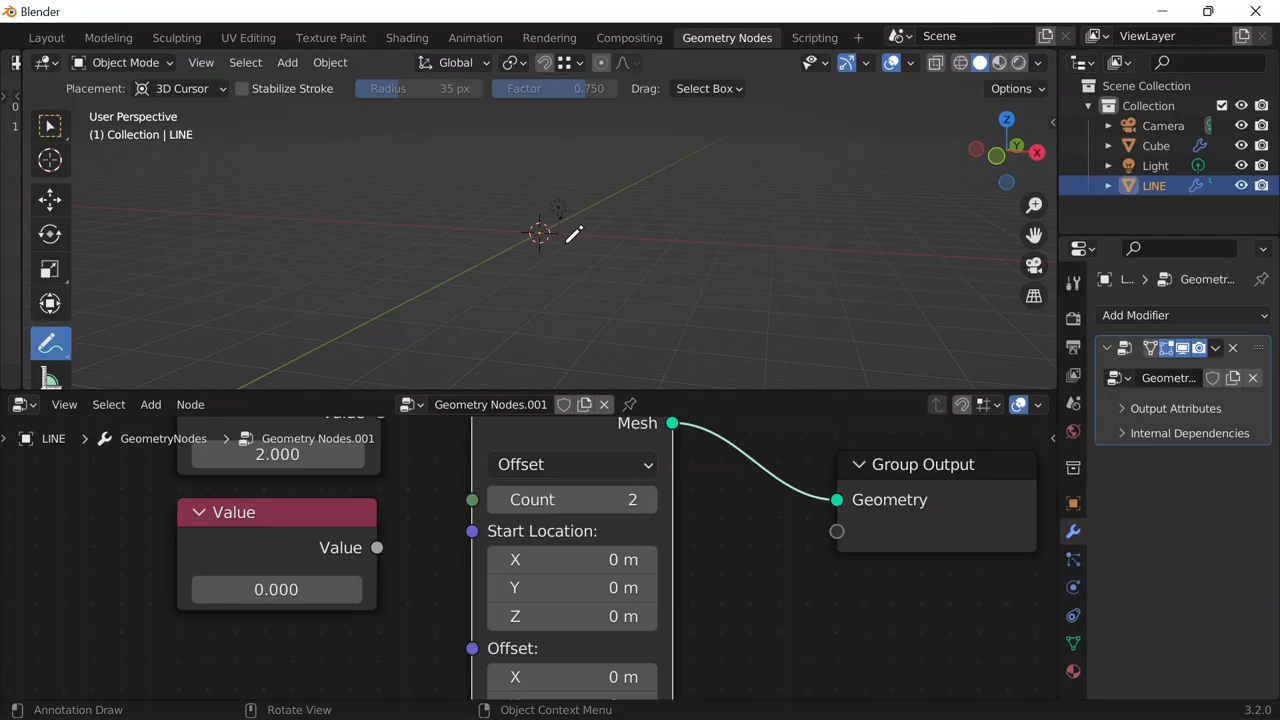 Blender
Layout Modeling Sculpting UV Editing Texture Paint Shading Animation Rendering Compositing Geometry Nodes Scripting + Scene ViewLayer
Object Mode View Select Add Object Global
Placement: 3D Cursor Stabilize Stroke Radius 35 px Factor 0.750 Drag: Select Box Options
0
1
User Perspective
(1) Collection | LINE
Z
Y
X
Scene Collection
Collection
Camera
Cube
Light
LINE
L... Geometr...
Add Modifier
Geometr...
Output Attributes
Internal Dependencies
View Select Add Node Geometry Nodes.001
LINE GeometryNodes Geometry Nodes.001
2.000
Value
Value
0.000
Mesh
Offset
Count 2
Start Location:
X 0 m
Y 0 m
Z 0 m
Offset:
X 0 m
Group Output
Geometry
Annotation Draw Rotate View Object Context Menu 3.2.0